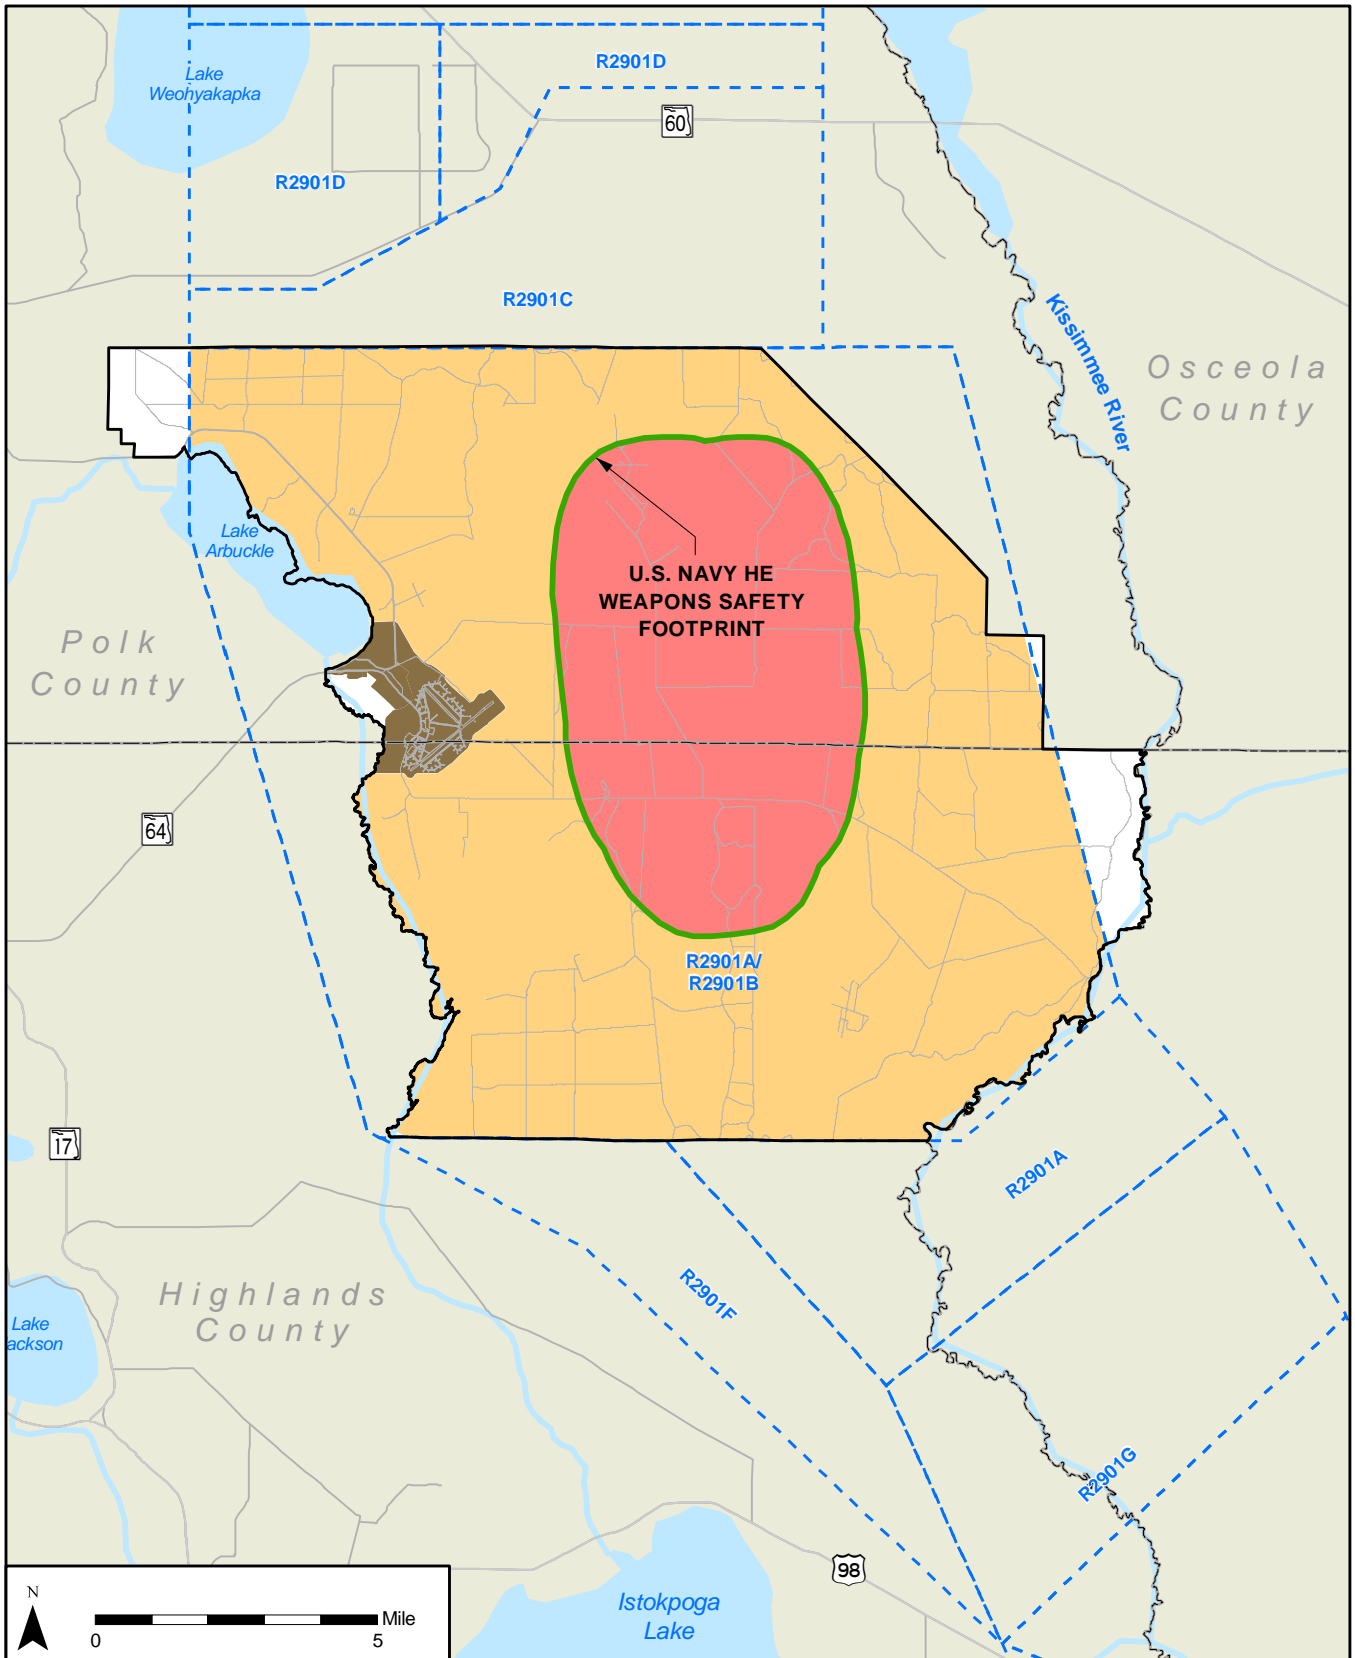 R2901D
Lake
Weohyakapka
60
R2901D
R2901C
Kissimmee River
Osceola
County
Lake
Arbuckle
U.S. NAVY HE
WEAPONS SAFETY
FOOTPRINT
Polk
County
64
R2901A/
R2901B
17
R2901A
R2901F
Highlands
County
Lake
ackson
R2901G
98
Istokpoga
Lake
N
Mile
0
5